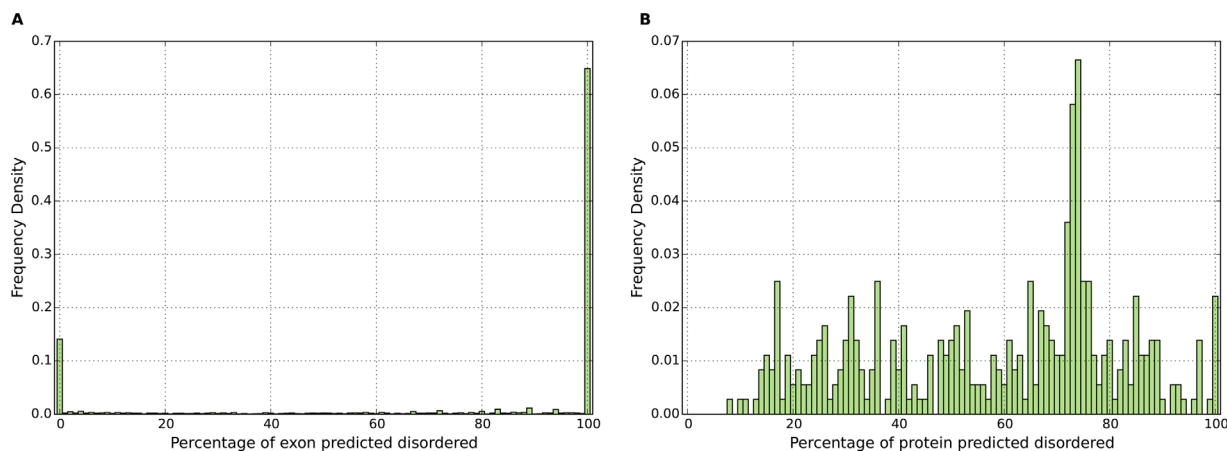 A
0.7
0.6
0.5
0.4
0.3
0.2
0.1
0.0
Frequency Density
0 20 40 60 80 100
Percentage of exon predicted disordered
B
0.07
0.06
0.05
0.04
0.03
0.02
0.01
0.00
Frequency Density
0 20 40 60 80 100
Percentage of protein predicted disordered